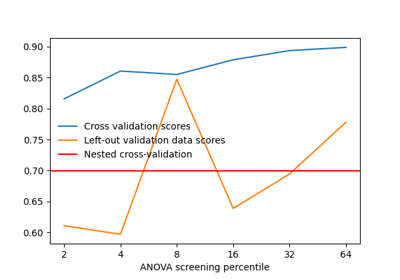 0.90
0.85
0.80
0.75
0.70
0.65
0.60
Cross validation scores
Left-out validation data scores
Nested cross-validation
2 4 8 16 32 64
ANOVA screening percentile